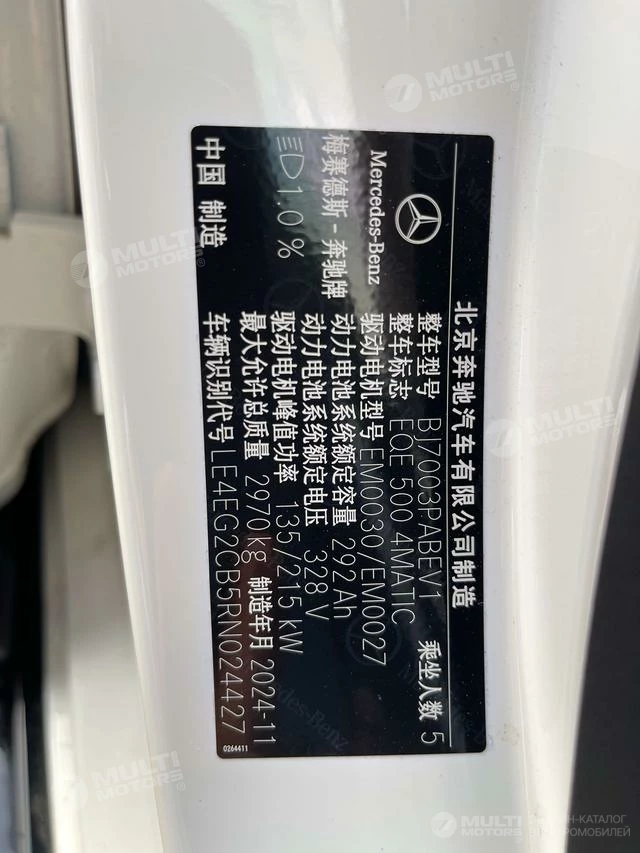 北京奔驰汽车有限公司制造
Mercedes-Benz
梅赛德斯-奔驰牌
1.0%
中国 制造
整车型号 BJ7003PABEV1 乘坐人数 5
整车标志 EQE 500 4MATIC
驱动电机型号 EM0030/EM0027
动力电池系统额定容量 292Ah
动力电池系统额定电压 328V
驱动电机峰值功率 135/215 kW
最大允许总质量 2970kg 制造年月 2024-11
车辆识别代号 LE4EG2CB5RN024427
0264411
MULTI
MOTORS
MULTI
MOTORS
MULTI
MOTORS
MULTI
MOTORS
ОНЛАЙН-КАТАЛОГ
АВТОМОБИЛЕЙ